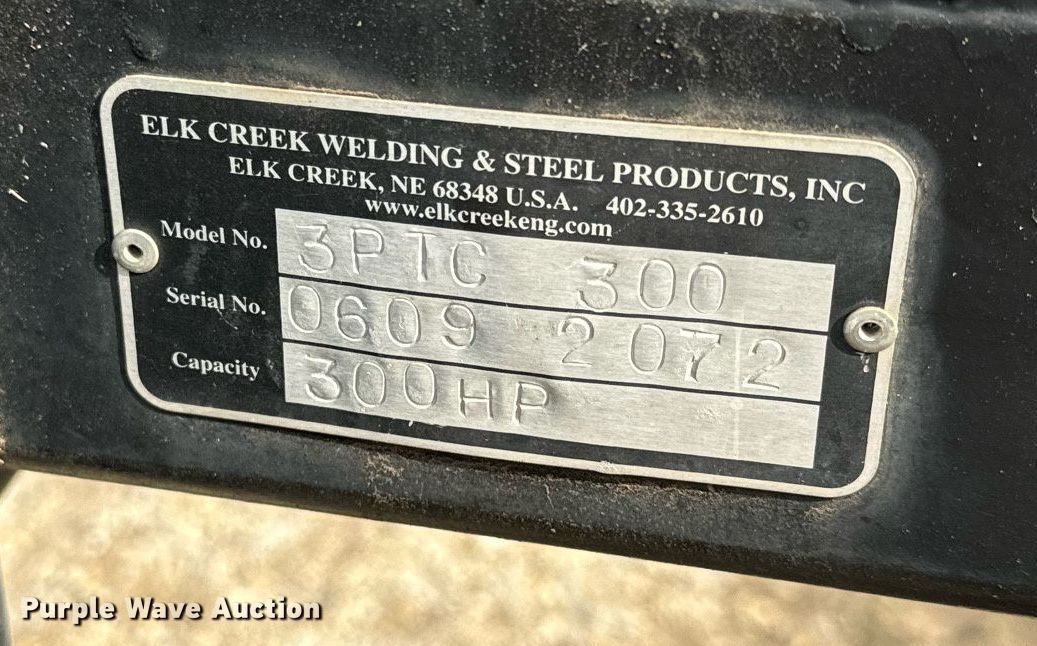 ELK CREEK WELDING & STEEL PRODUCTS, INC
ELK CREEK, NE 68348 U.S.A. 402-335-2610
www.elkcreekeng.com
Model No. 3PTC 300
Serial No. 0609 2072
Capacity 300HP
Purple Wave Auction